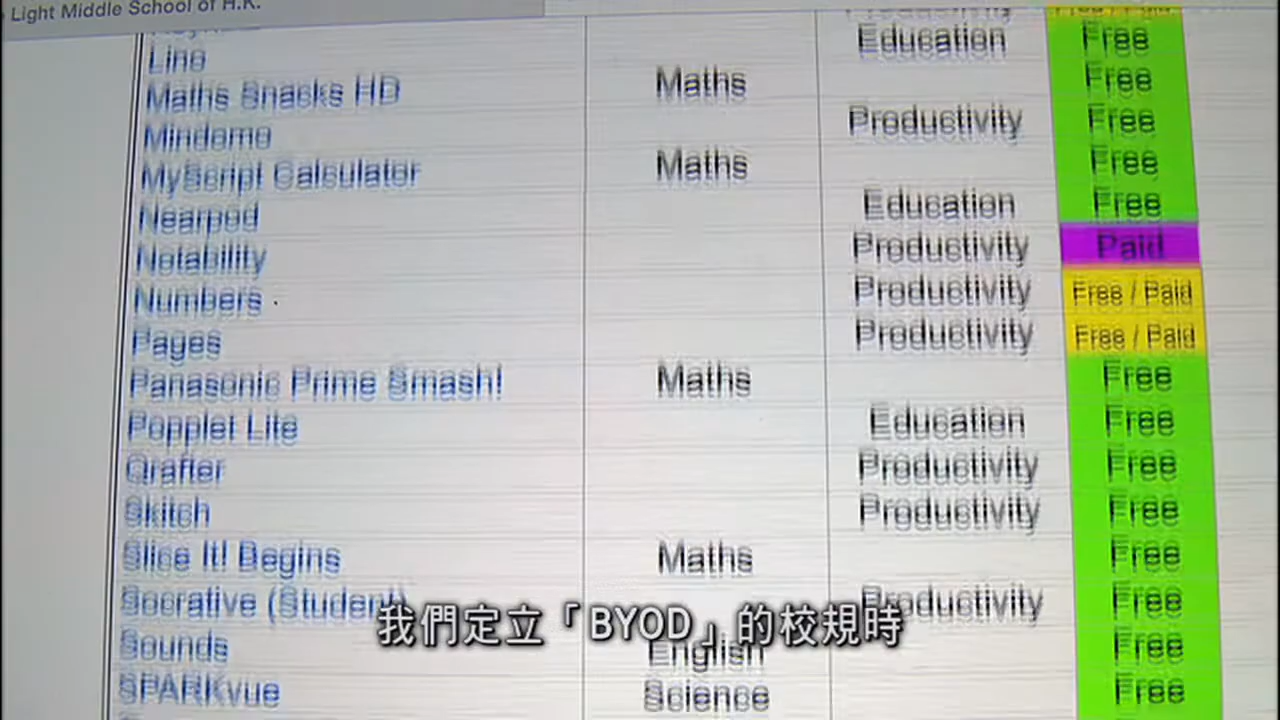 Light Middle School of H.K.
Productivity Free / Paid
Lino Education Free
Maths Snacks HD Maths Free
Mindomo Productivity Free
MyScript Calculator Maths Free
Nearpod Education Free
Notability Productivity Paid
Numbers Productivity Free / Paid
Pages Productivity Free / Paid
Panasonic Prime Smash! Maths Free
Popplet Lite Education Free
Qrafter Productivity Free
Skitch Productivity Free
Slice It! Begins Maths Free
Socrative (Student) Productivity Free
我們定立「BYOD」的校規時
Sounds English Free
SPARKvue Science Free